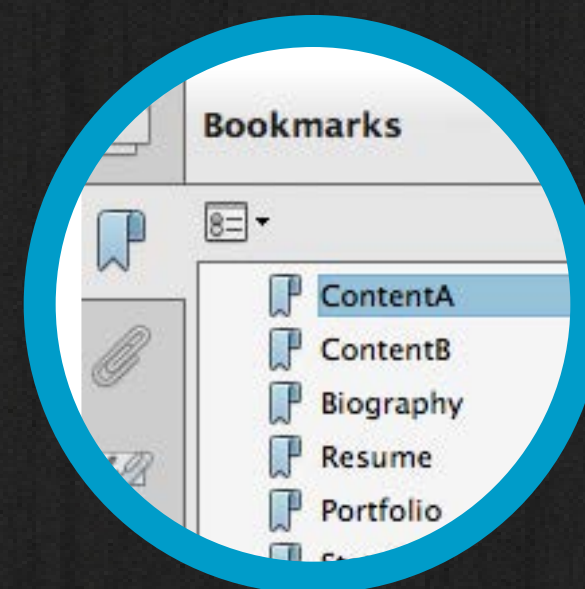 Bookmarks
ContentA
ContentB
Biography
Resume
Portfolio